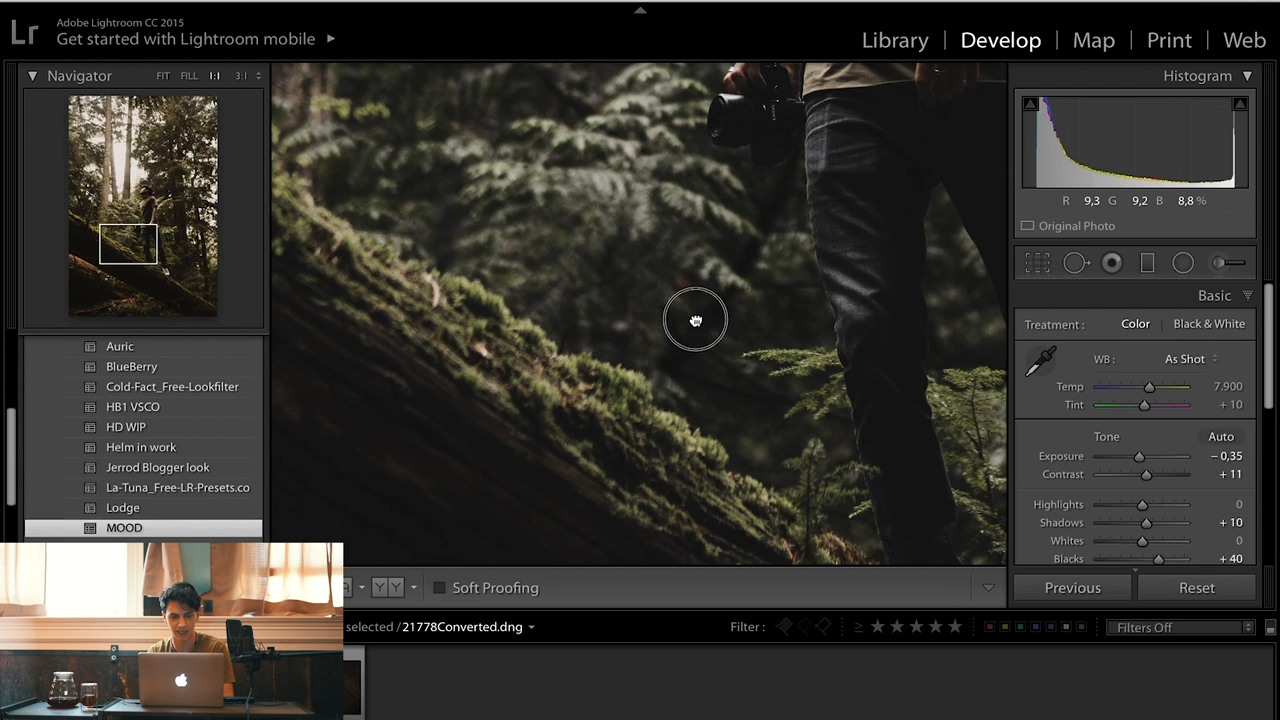 Lr
Adobe Lightroom CC 2015
Get started with Lightroom mobile
Library | Develop | Map | Print | Web
Navigator FIT FILL 1:1 3:1
Histogram
R 9,3 G 9,2 B 8,8 %
Original Photo
Basic
Treatment : Color | Black & White
WB : As Shot
Temp 7.900
Tint + 10
Tone Auto
Exposure − 0,35
Contrast + 11
Highlights 0
Shadows + 10
Whites 0
Blacks + 40
Previous Reset
Auric
BlueBerry
Cold-Fact_Free-Lookfilter
HB1 VSCO
HD WIP
Helm in work
Jerrod Blogger look
La-Tuna_Free-LR-Presets.co
Lodge
MOOD
Y Y Soft Proofing
selected / 21778Converted.dng
Filter : ≥ Filters Off